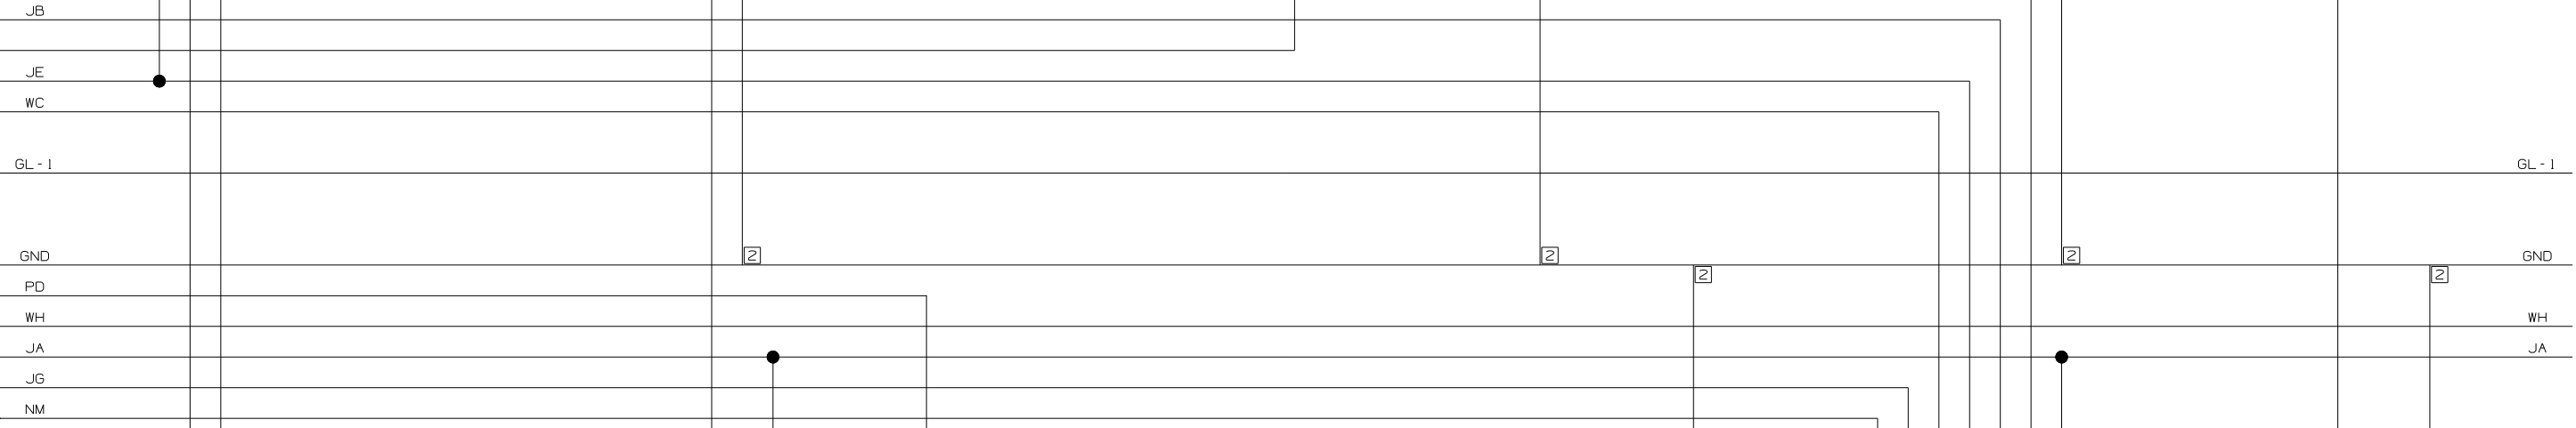 JB
JE
WC
GL-1 GL-1
2 2 2
GND GND
2 2
PD
WH WH
JA JA
JG
NM